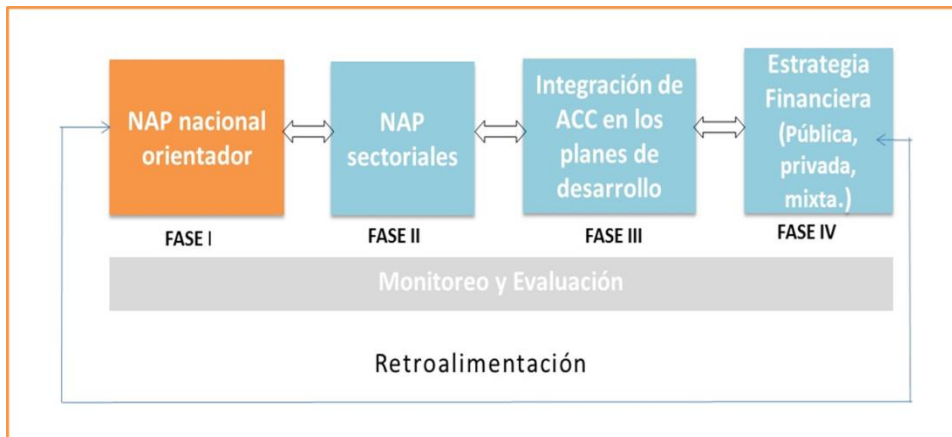 NAP nacional
orientador
NAP
sectoriales
Integración de
ACC en los
planes de
desarrollo
Estrategia
Financiera
(Pública,
privada,
mixta.)
FASE I
FASE II
FASE III
FASE IV
Monitoreo y Evaluación
Retroalimentación